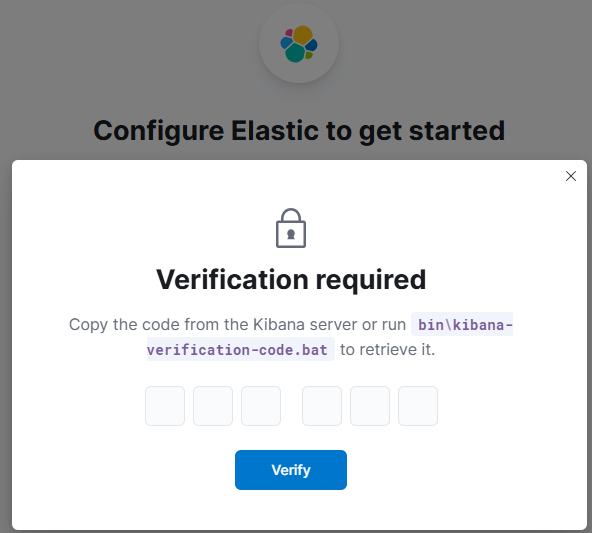 Configure Elastic to get started
Verification required
Copy the code from the Kibana server or run bin\kibana-
verification-code.bat to retrieve it.
Verify